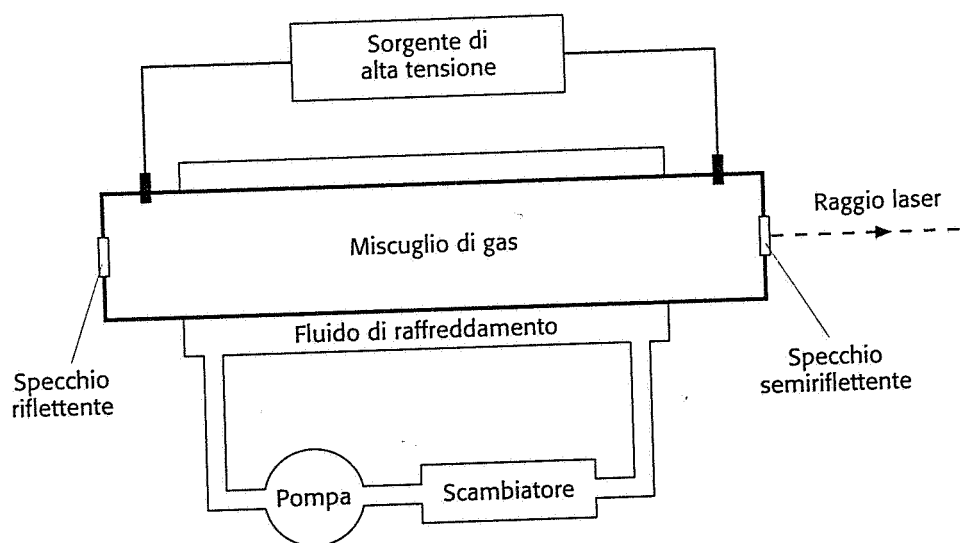 Sorgente di
alta tensione
Raggio laser
Miscuglio di gas
Fluido di raffreddamento
Specchio
riflettente
Specchio
semiriflettente
Pompa
Scambiatore